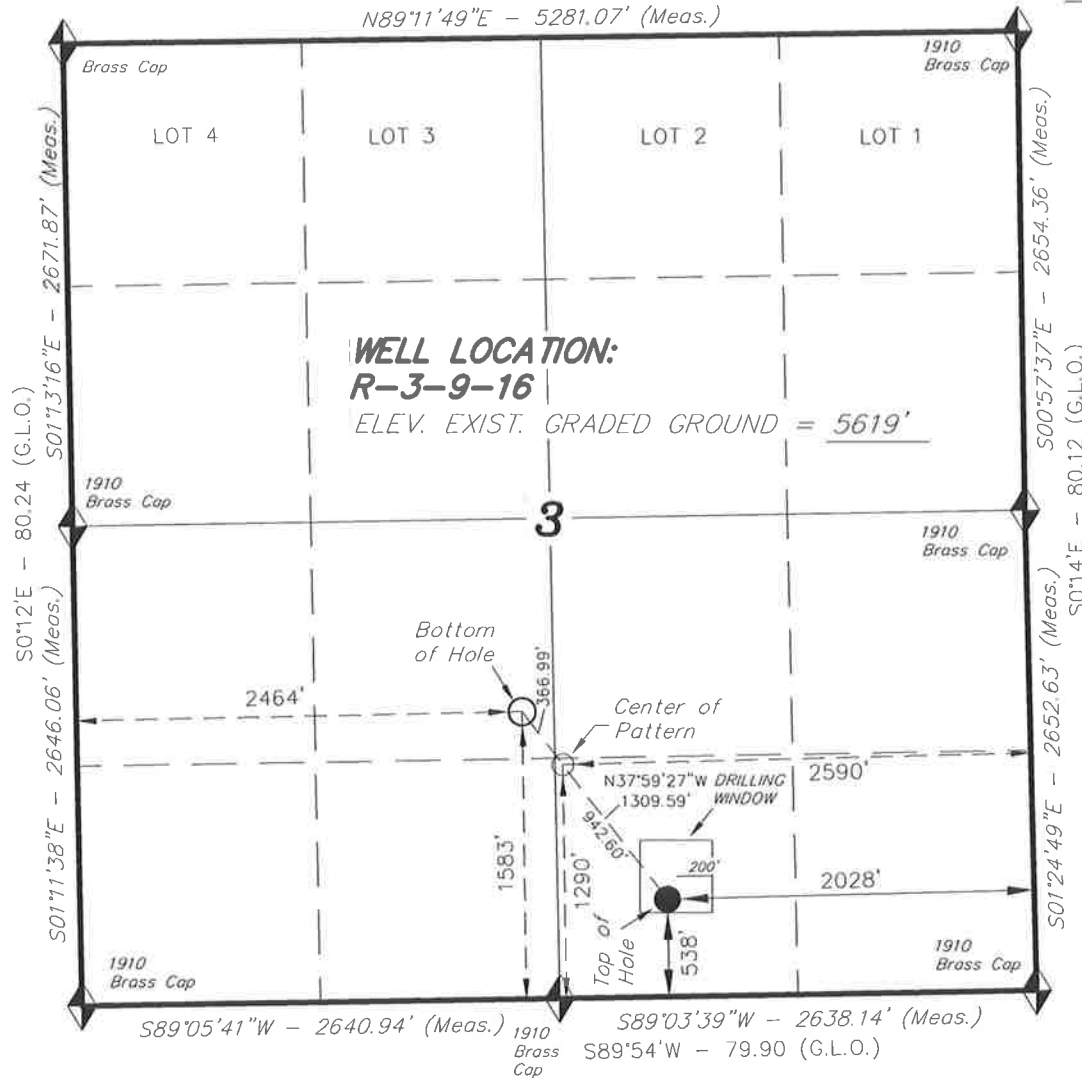 N89°11'49"E - 5281.07' (Meas.)
Brass Cap
1910
Brass Cap
LOT 4
LOT 3
LOT 2
LOT 1
S01°13'16"E - 2671.87' (Meas.)
S00°57'37"E - 2654.36' (Meas.)
WELL LOCATION:
R-3-9-16
ELEV. EXIST. GRADED GROUND = 5619'
S0°12'E - 80.24 (G.L.O.)
S0°14'E - 80.12 (G.L.O.)
1910
Brass Cap
3
1910
Brass Cap
S01°11'38"E - 2646.06' (Meas.)
S01°24'49"E - 2652.63' (Meas.)
Bottom
of Hole
366.99'
2464'
Center of
Pattern
2590'
N37°59'27"W
1309.59'
DRILLING
WINDOW
942.60'
1583'
1290'
200'
2028'
Top of
Hole
538'
1910
Brass Cap
1910
Brass Cap
S89°05'41"W - 2640.94' (Meas.)
1910
Brass
Cap
S89°03'39"W - 2638.14' (Meas.)
S89°54'W - 79.90 (G.L.O.)